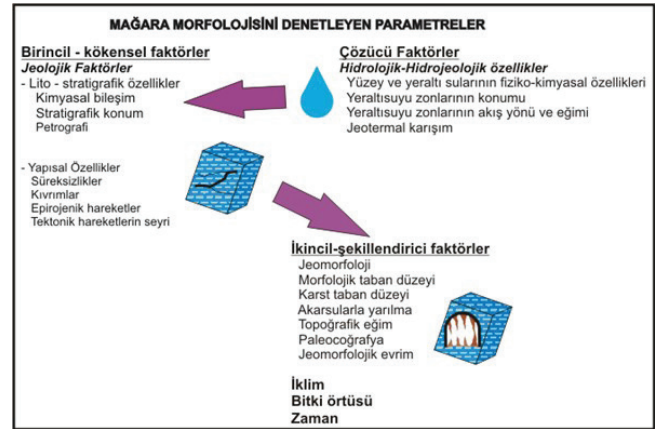 MAĞARA MORFOLOJİSİNİ DENETLEYEN PARAMETRELER
Birincil - kökensel faktörler
Jeolojik Faktörler
- Lito - stratigrafik özellikler
Kimyasal bileşim
Stratigrafik konum
Petrografi
- Yapısal Özellikler
Süreksizlikler
Kıvrımlar
Epirojenik hareketler
Tektonik hareketlerin seyri
Çözücü Faktörler
Hidrolojik-Hidrojeolojik özellikler
Yüzey ve yeraltı sularının fiziko-kimyasal özellikleri
Yeraltısuyu zonlarının konumu
Yeraltısuyu zonlarının akış yönü ve eğimi
Jeotermal karışım
İkincil-şekillendirici faktörler
Jeomorfoloji
Morfolojik taban düzeyi
Karst taban düzeyi
Akarsularla yarılma
Topoğrafik eğim
Paleocoğrafya
Jeomorfolojik evrim
İklim
Bitki örtüsü
Zaman